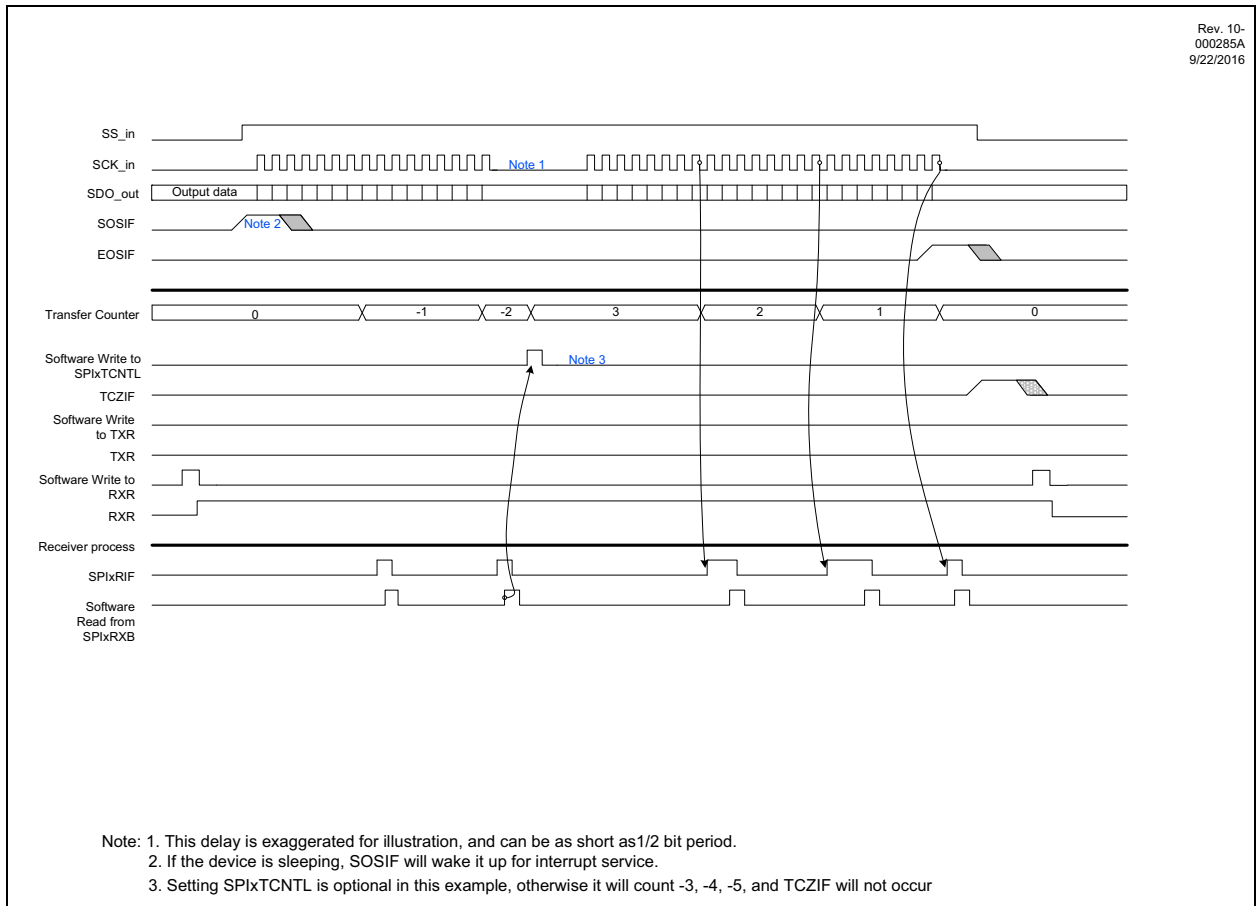 Rev. 10-
000285A
9/22/2016
SS_in
SCK_in
Note 1
SDO_out
Output data
SOSIF
Note 2
EOSIF
Transfer Counter
0 -1 -2 3 2 1 0
Software Write to
SPIxTCNTL
Note 3
TCZIF
Software Write
to TXR
TXR
Software Write to
RXR
RXR
Receiver process
SPIxRIF
Software
Read from
SPIxRXB
Note: 1. This delay is exaggerated for illustration, and can be as short as1/2 bit period.
2. If the device is sleeping, SOSIF will wake it up for interrupt service.
3. Setting SPIxTCNTL is optional in this example, otherwise it will count -3, -4, -5, and TCZIF will not occur